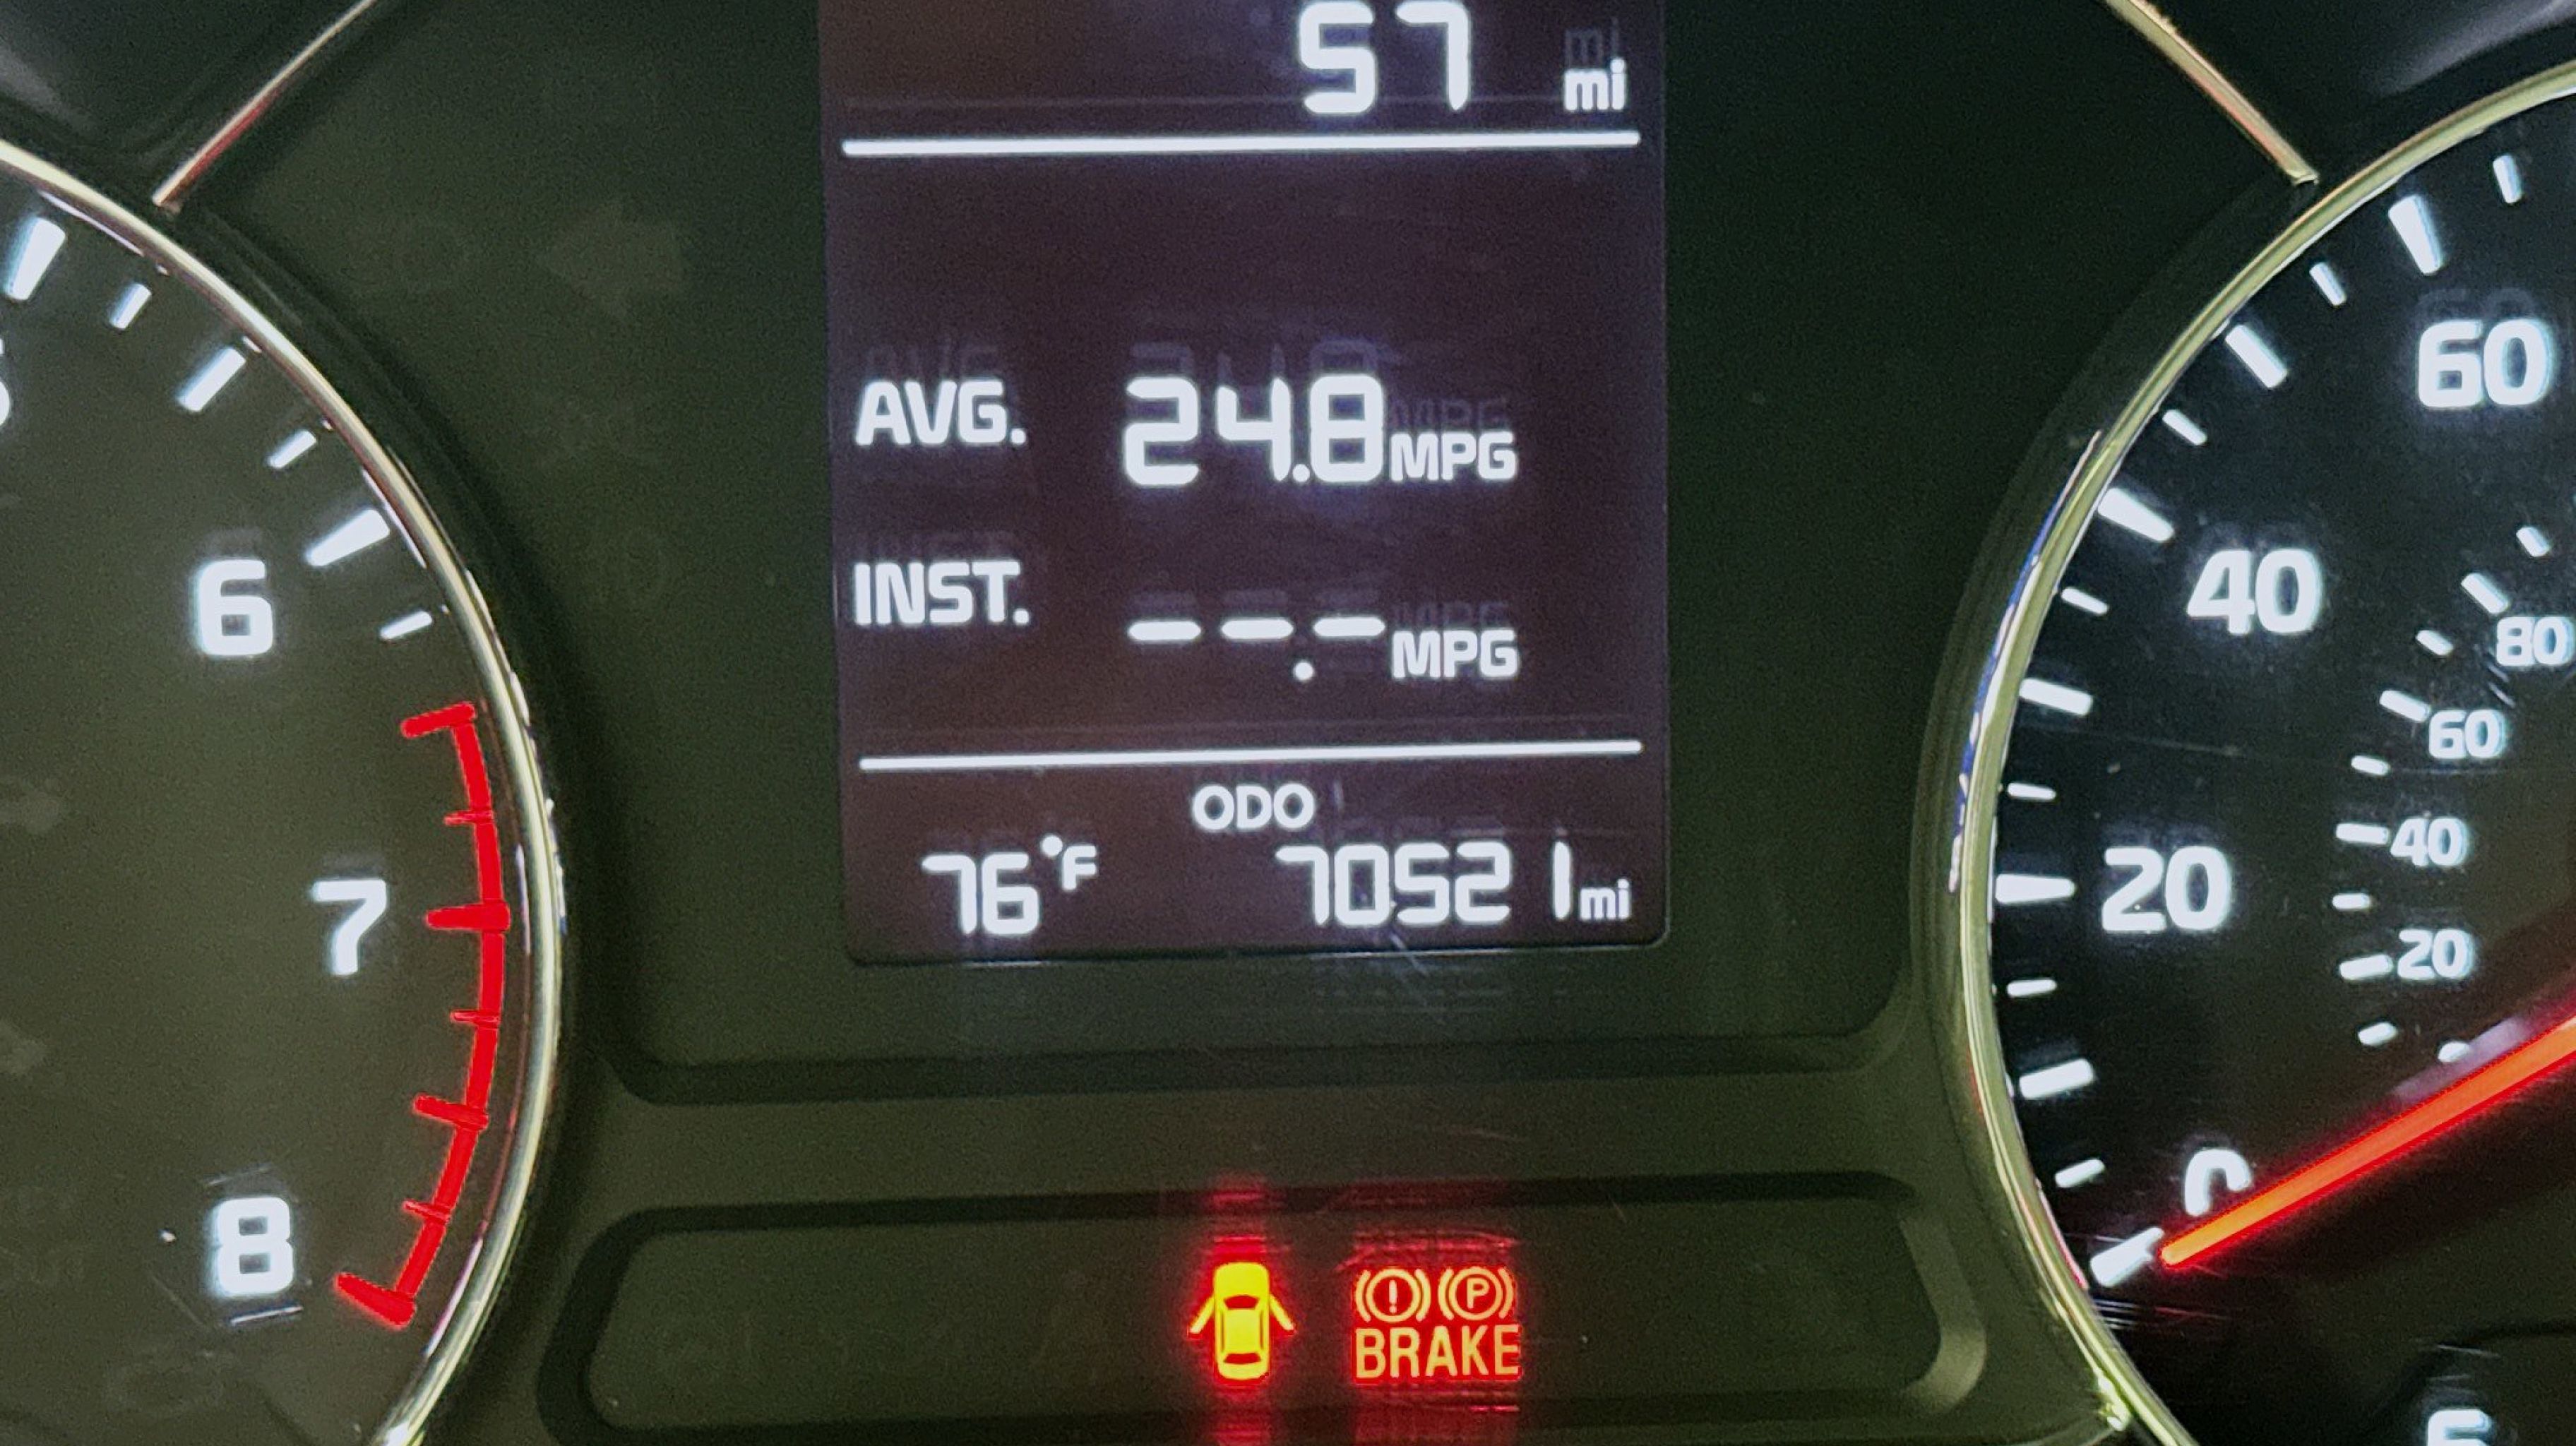 57 mi
60
AVG. 24.8 MPG
6
40
INST. --.- MPG
80
60
ODO
76°F 70521 mi
40
20
7
20
0
8
(!) (P)
BRAKE